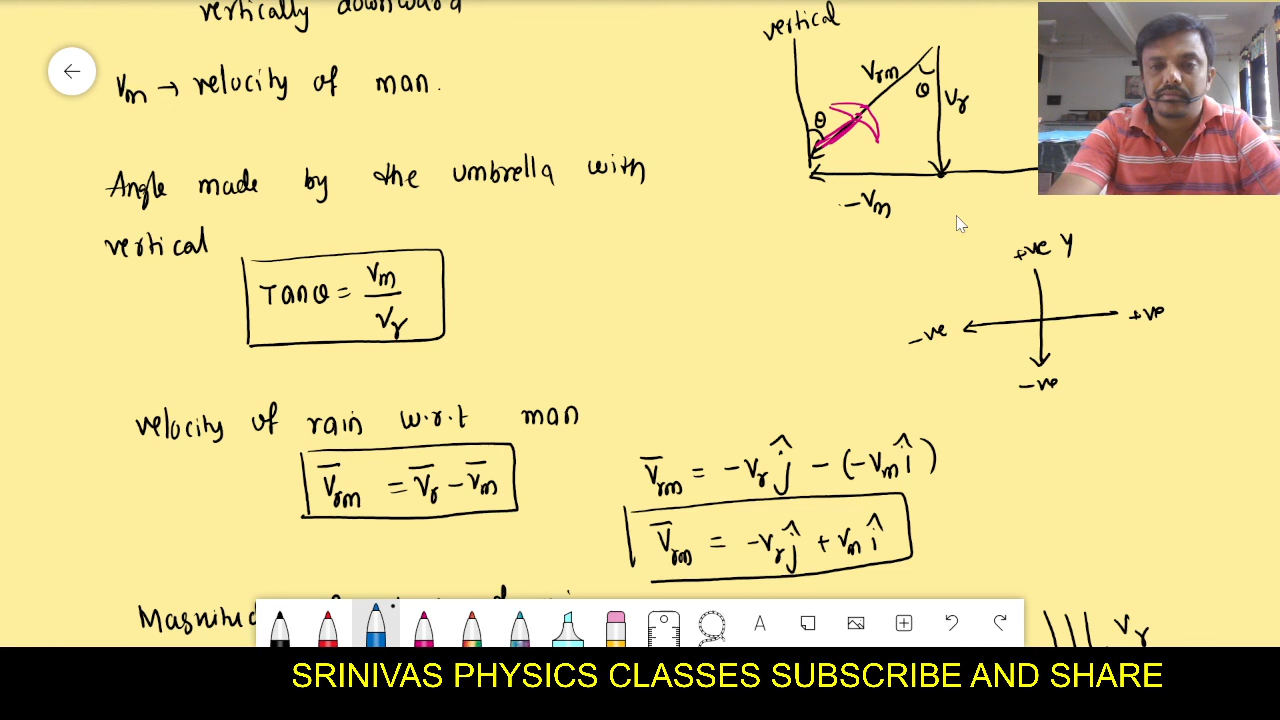 vertically downward
Vm → velocity of man.
Angle made by the umbrella with
vertical
Tanθ = Vm / Vr
velocity of rain w.r.t man
V̄rm = V̄r - V̄m
V̄rm = -Vr ĵ - (-Vm î)
V̄rm = -Vr ĵ + Vm î
vertical
Vrm
θ
θ
Vr
-Vm
+ve Y
-ve
+ve
-ve
Vr
A
SRINIVAS PHYSICS CLASSES SUBSCRIBE AND SHARE